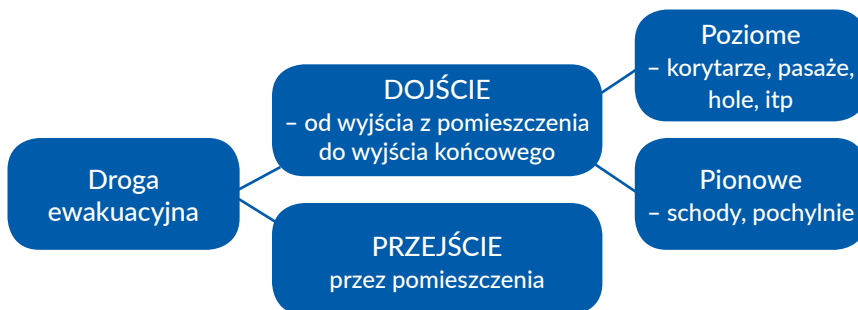 Droga
ewakuacyjna
DOJŚCIE
– od wyjścia z pomieszczenia
do wyjścia końcowego
PRZEJŚCIE
przez pomieszczenia
Poziome
– korytarze, pasaże,
hole, itp
Pionowe
– schody, pochylnie